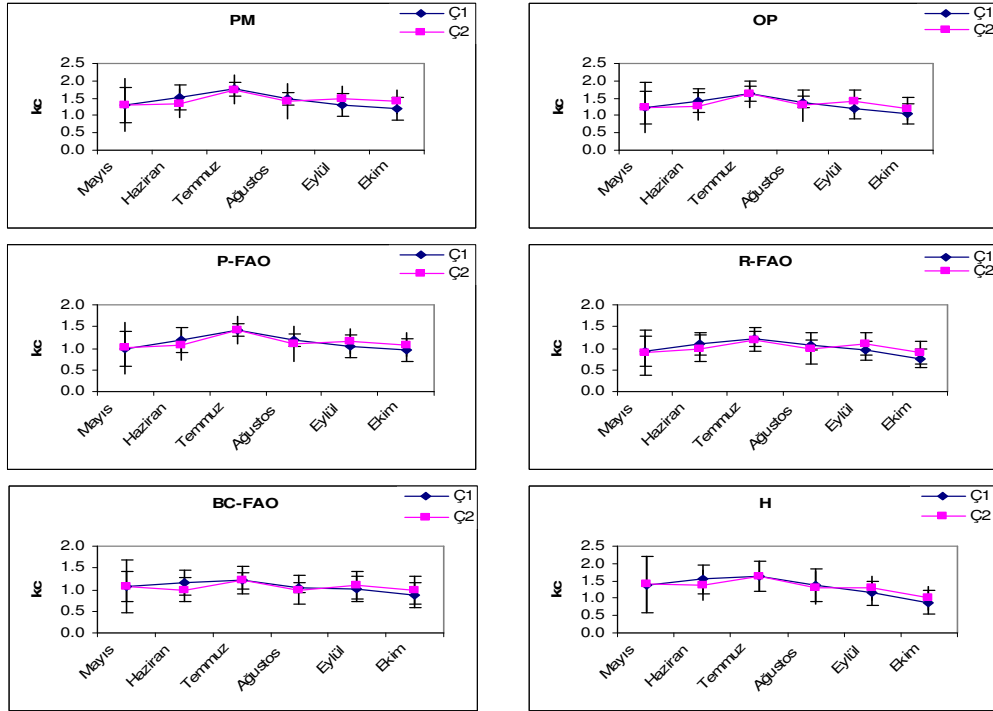 PM
Ç1
Ç2
kc
2.5
2.0
1.5
1.0
0.5
0.0
Mayıs
Haziran
Temmuz
Ağustos
Eylül
Ekim
OP
Ç1
Ç2
kc
2.5
2.0
1.5
1.0
0.5
0.0
Mayıs
Haziran
Temmuz
Ağustos
Eylül
Ekim
P-FAO
Ç1
Ç2
kc
2.0
1.5
1.0
0.5
0.0
Mayıs
Haziran
Temmuz
Ağustos
Eylül
Ekim
R-FAO
Ç1
Ç2
kc
2.0
1.5
1.0
0.5
0.0
Mayıs
Haziran
Temmuz
Ağustos
Eylül
Ekim
BC-FAO
Ç1
Ç2
kc
2.0
1.5
1.0
0.5
0.0
Mayıs
Haziran
Temmuz
Ağustos
Eylül
Ekim
H
Ç1
Ç2
kc
2.5
2.0
1.5
1.0
0.5
0.0
Mayıs
Haziran
Temmuz
Ağustos
Eylül
Ekim